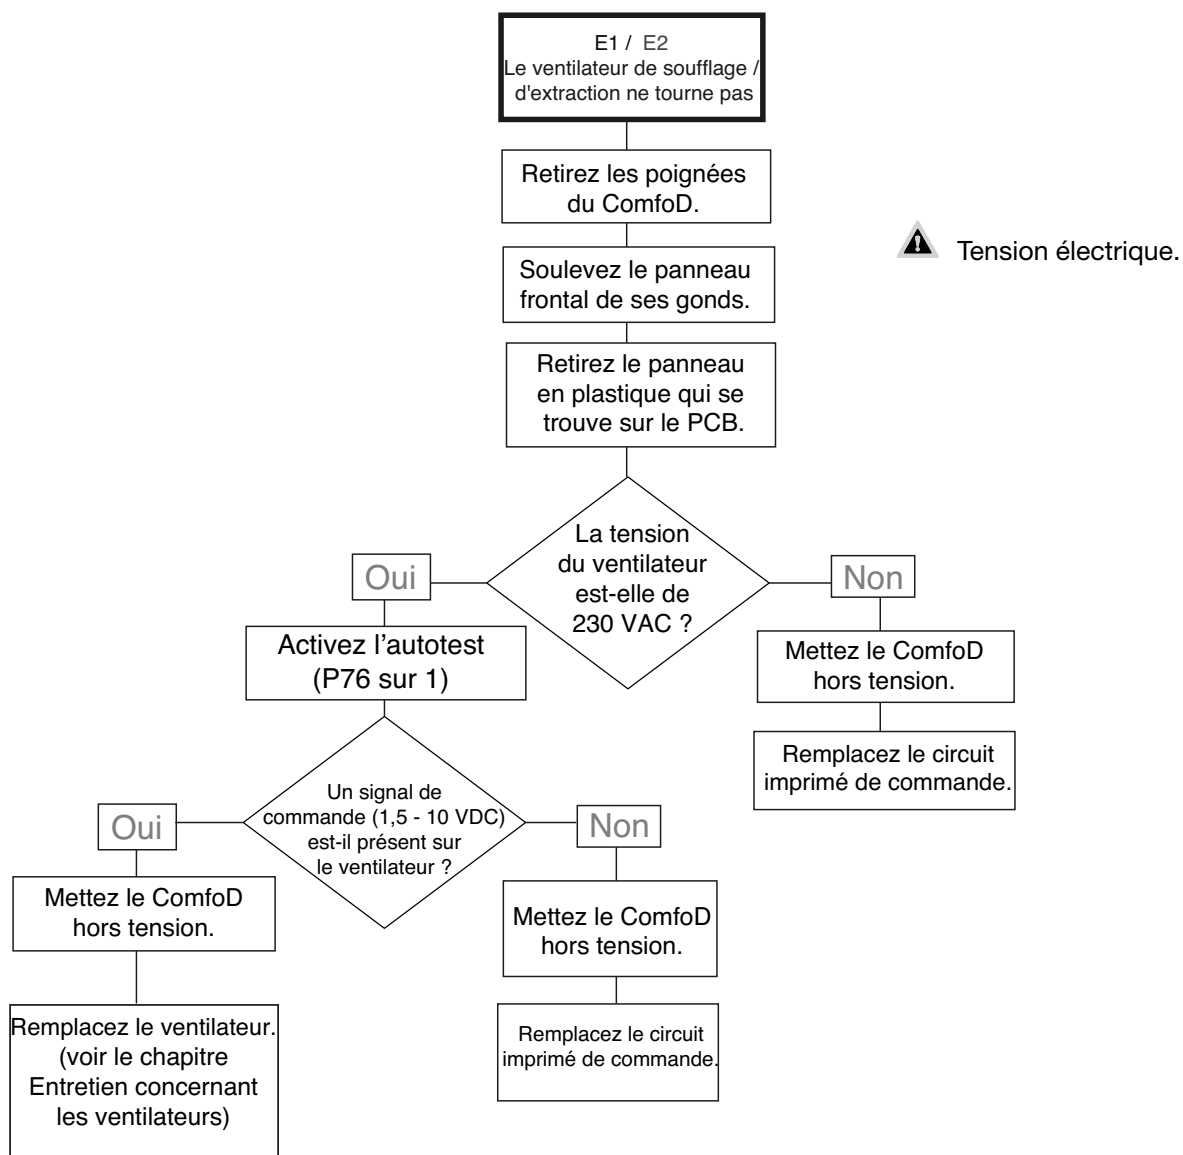 E1 / E2
Le ventilateur de soufflage /
d'extraction ne tourne pas
Retirez les poignées
du ComfoD.
Tension électrique.
Soulevez le panneau
frontal de ses gonds.
Retirez le panneau
en plastique qui se
trouve sur le PCB.
La tension
du ventilateur
est-elle de
230 VAC ?
Oui
Non
Activez l'autotest
(P76 sur 1)
Mettez le ComfoD
hors tension.
Remplacez le circuit
imprimé de commande.
Un signal de
commande (1,5 - 10 VDC)
est-il présent sur
le ventilateur ?
Oui
Non
Mettez le ComfoD
hors tension.
Mettez le ComfoD
hors tension.
Remplacez le ventilateur.
(voir le chapitre
Entretien concernant
les ventilateurs)
Remplacez le circuit
imprimé de commande.